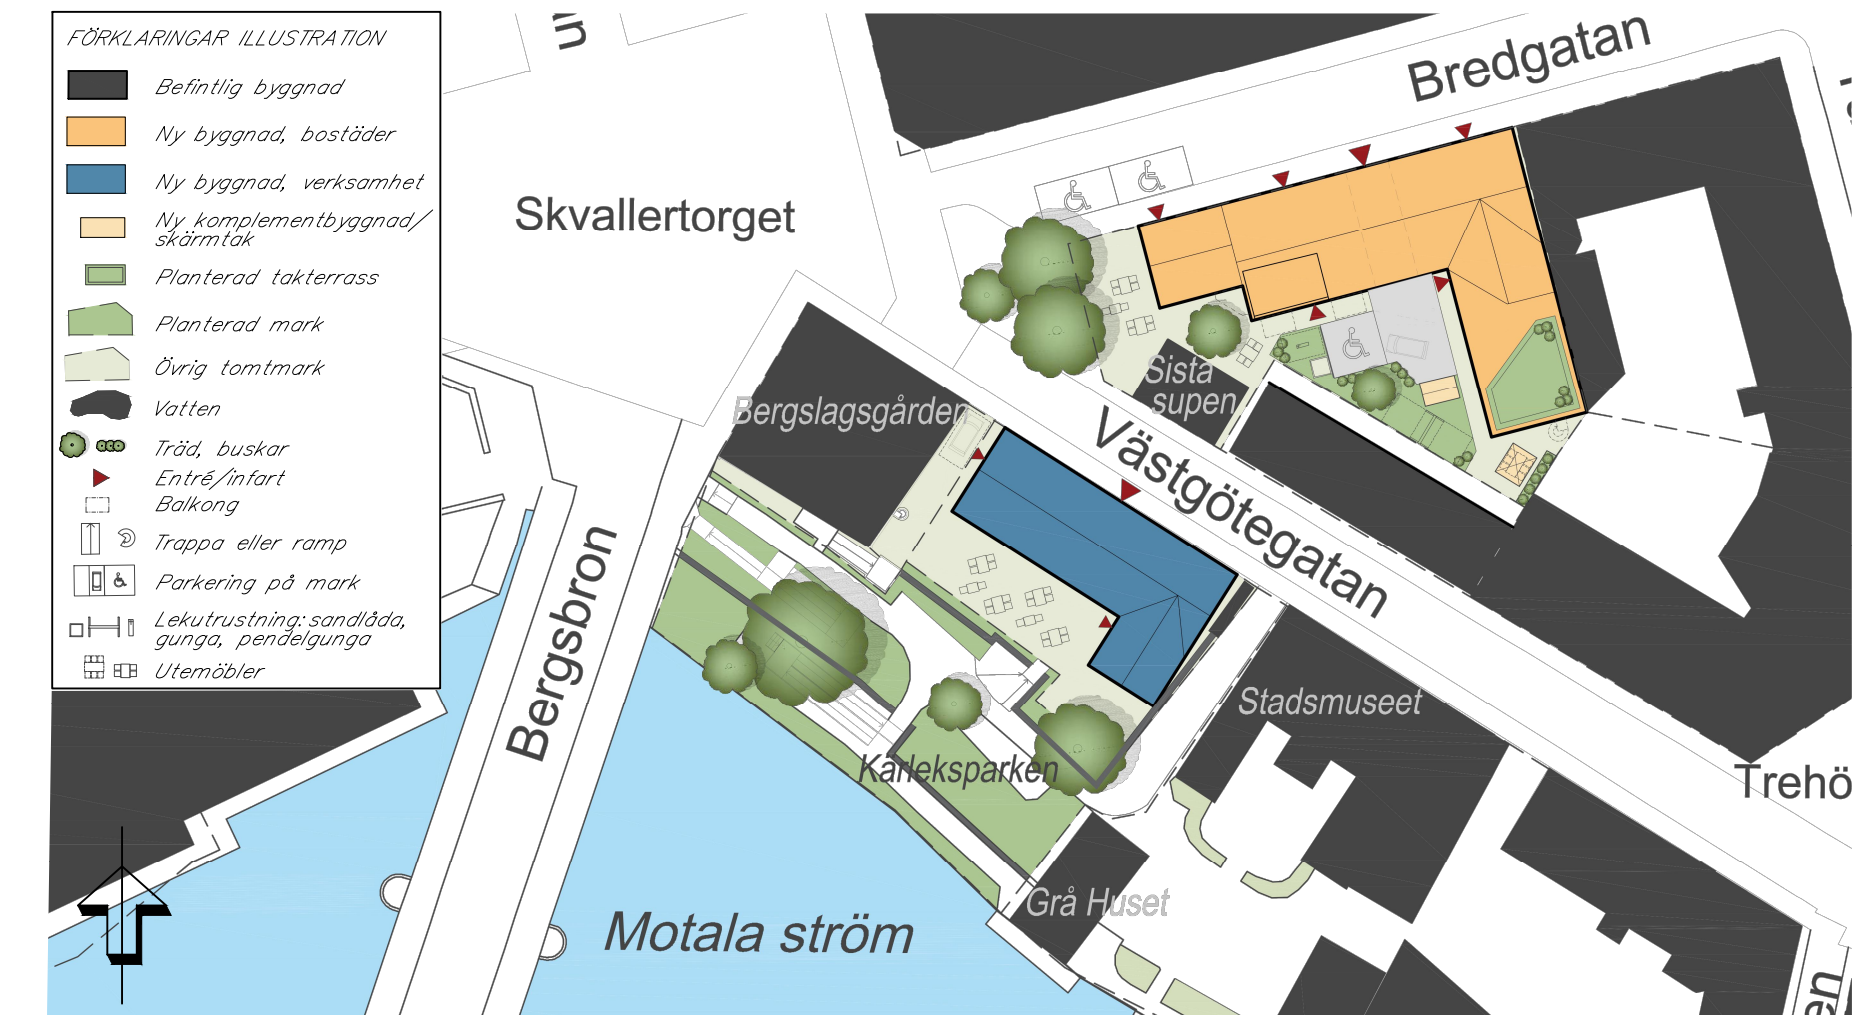 FÖRKLARINGAR ILLUSTRATION
Befintlig byggnad
Ny byggnad, bostäder
Ny byggnad, verksamhet
Ny komplementbyggnad/
skärmtak
Planterad takterrass
Planterad mark
Övrig tomtmark
Vatten
Träd, buskar
Entré/infart
Balkong
Trappa eller ramp
Parkering på mark
Lekutrustning: sandlåda,
gunga, pendelgunga
Utemöbler
Bredgatan
Skvallertorget
Sista
supen
Bergslagsgården
Västgötegatan
Bergsbron
Stadsmuseet
Kärleksparken
Trehö
Grå Huset
Motala ström
en